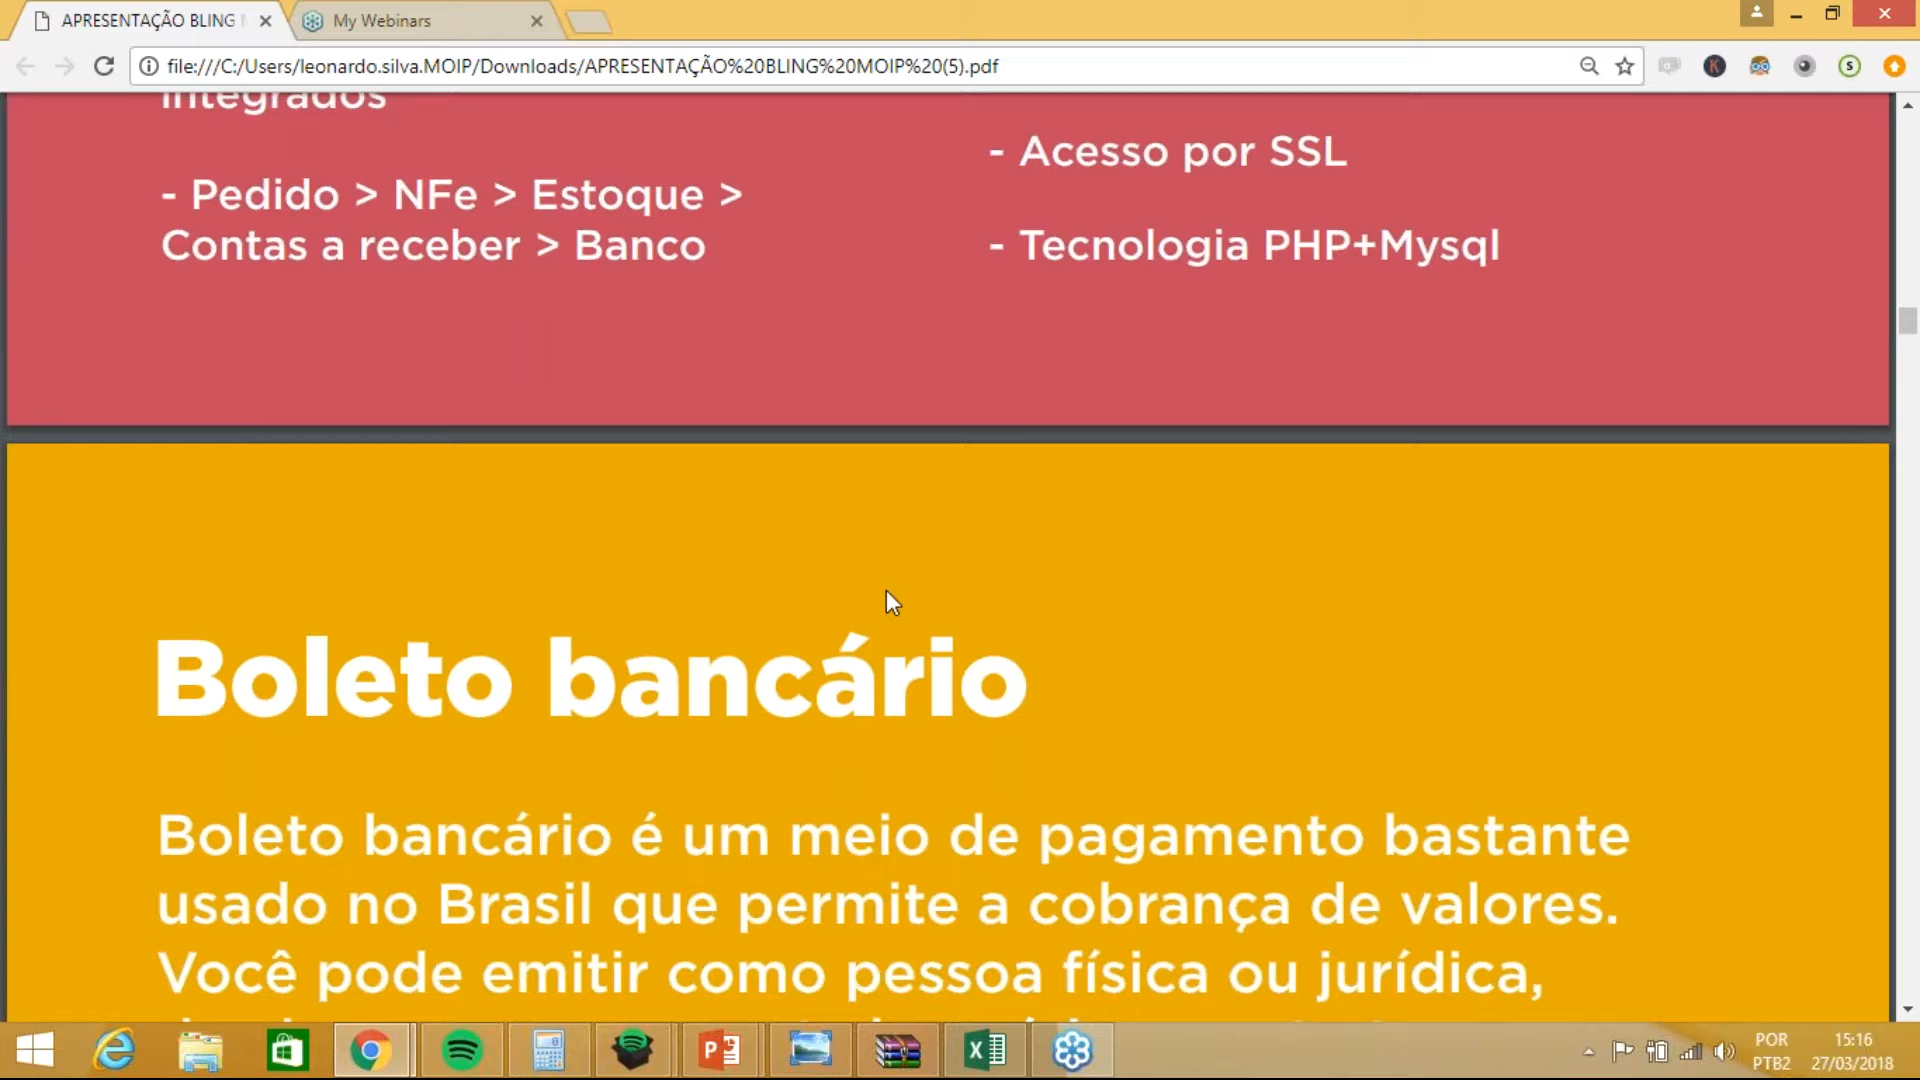 APRESENTAÇÃO BLING
My Webinars
file:///C:/Users/leonardo.silva.MOIP/Downloads/APRESENTAÇÃO%20BLING%20MOIP%20(5).pdf
integrados
- Pedido > NFe > Estoque >
Contas a receber > Banco
- Acesso por SSL
- Tecnologia PHP+Mysql
Boleto bancário
Boleto bancário é um meio de pagamento bastante
usado no Brasil que permite a cobrança de valores.
Você pode emitir como pessoa física ou jurídica,
POR
PTB2
15:16
27/03/2018